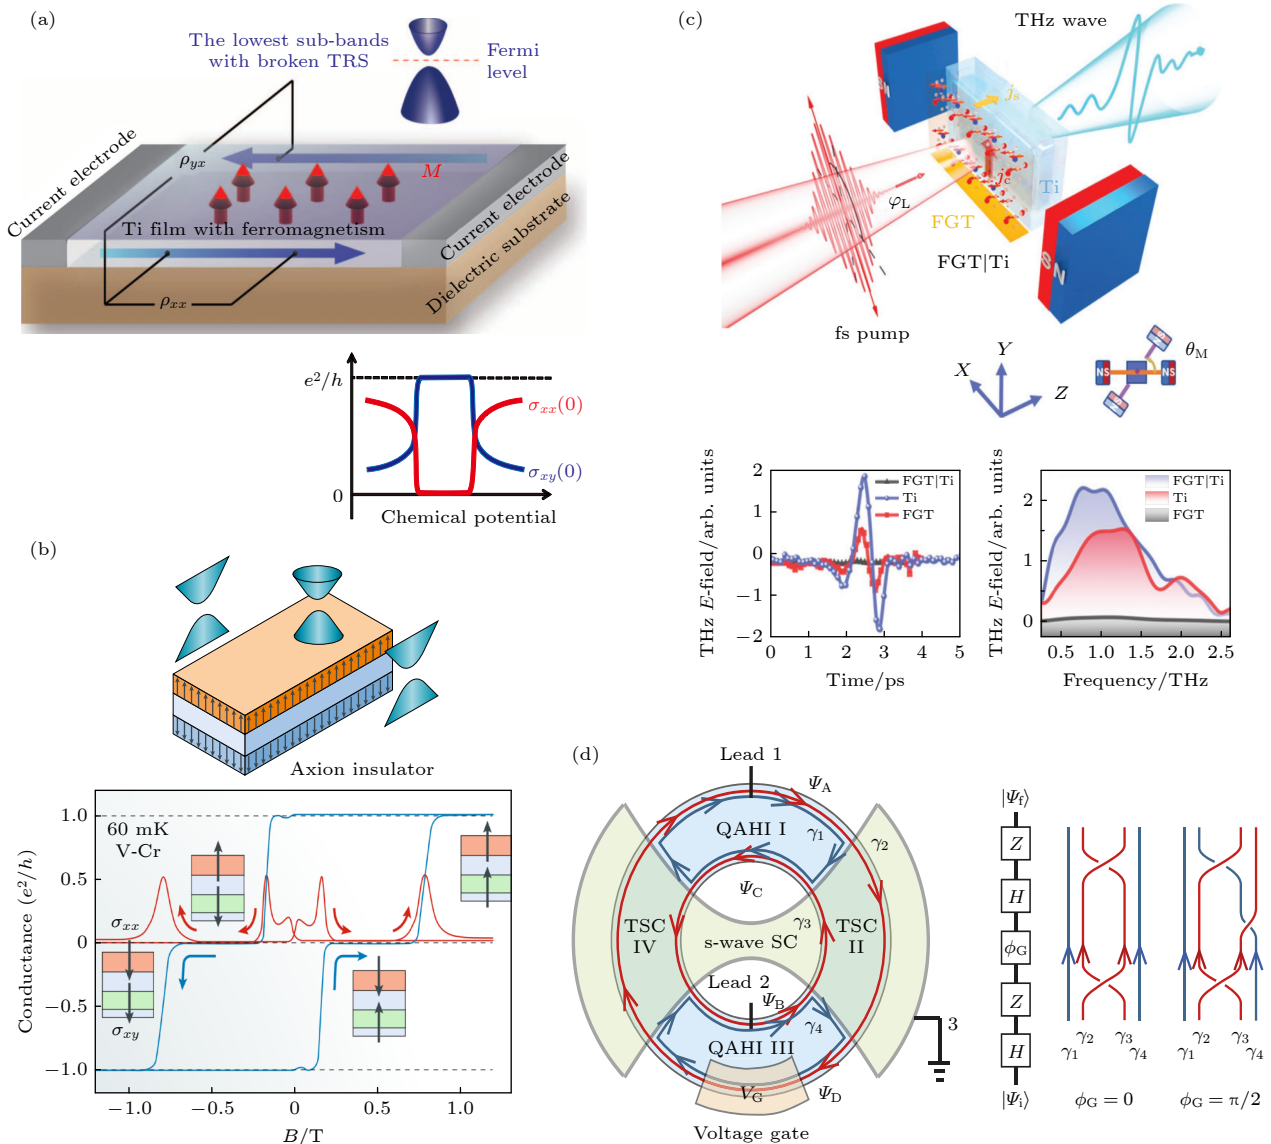 (a)
The lowest sub-bands
with broken TRS
Fermi
level
Current electrode
ρyx
M
Ti film with ferromagnetism
ρxx
Current electrode
Dielectric substrate
e²/h
σxx(0)
σxy(0)
0
Chemical potential
(b)
Axion insulator
Conductance (e²/h)
1.0
0.5
0
−0.5
−1.0
60 mK
V-Cr
σxx
σxy
−1.0
−0.5
0
0.5
1.0
B/T
(c)
THz wave
N
S
js
jc
Ti
φL
FGT
FGT|Ti
fs pump
S N
X
Y
Z
θM
NS
NS
THz E-field/arb. units
2
1
0
−1
−2
FGT|Ti
Ti
FGT
0
1
2
3
4
5
Time/ps
THz E-field/arb. units
2
1
0
FGT|Ti
Ti
FGT
0.5
1.0
1.5
2.0
2.5
Frequency/THz
(d)
Lead 1
ΨA
QAHI I
γ1
γ2
ΨC
TSC
IV
s-wave SC
γ3
TSC
II
Lead 2
ΨB
γ4
QAHI III
VG
ΨD
Voltage gate
3
|Ψf⟩
Z
H
ϕG
Z
H
|Ψi⟩
γ1
γ2
γ3
γ4
ϕG = 0
γ1
γ2
γ3
γ4
ϕG = π/2